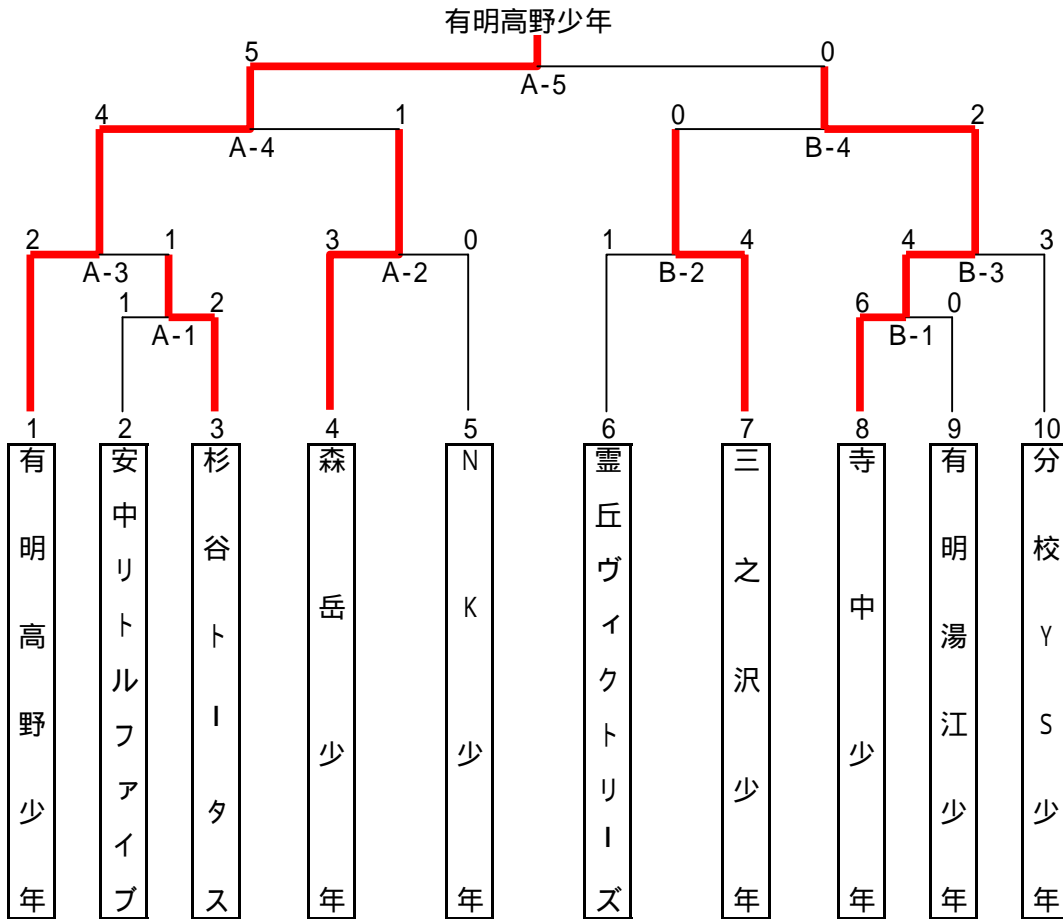 有明高野少年
5 0
A-5
4 1 0 2
A-4 B-4
2 1 3 0 1 4 4 3
A-3 A-2 B-2 B-3
1 2 6 0
A-1 B-1
1 2 3 4 5 6 7 8 9 10
有明高野少年
安中リトルファイブ
杉谷トータス
森岳少年
NK少年
霊丘ヴィクトリーズ
三之沢少年
寺中少年
有明湯江少年
分校YS少年